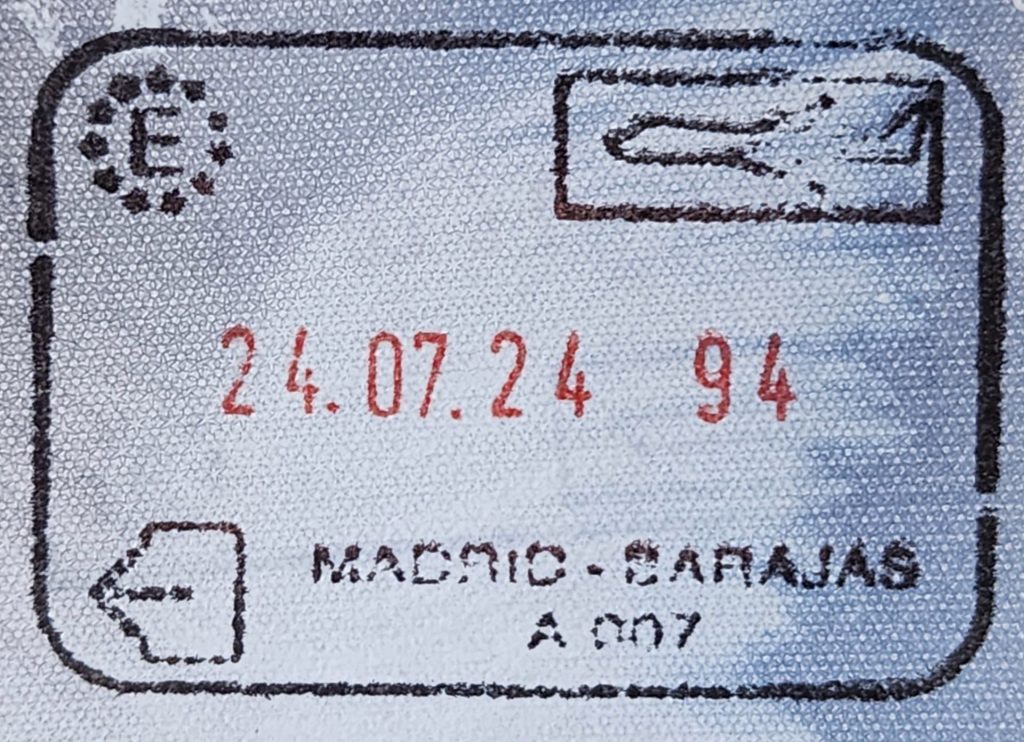 E
24.07.24 94
MADRID - BARAJAS
A 007